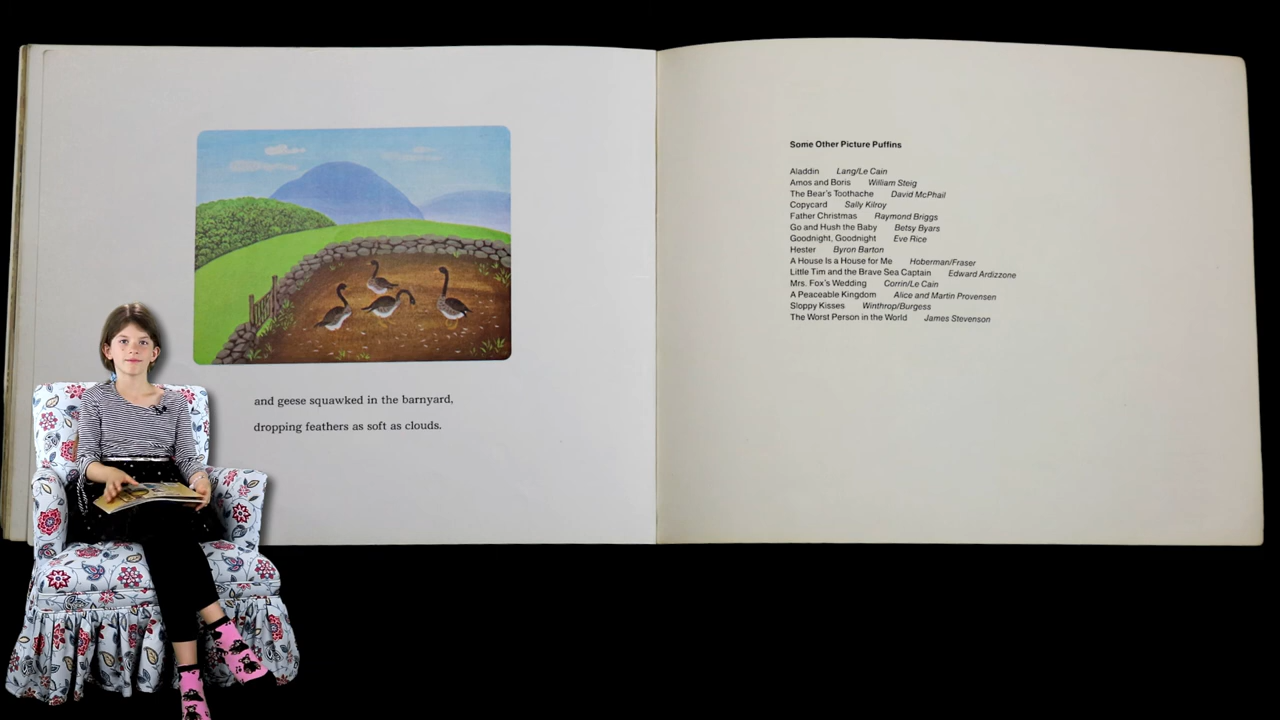 and geese squawked in the barnyard,
dropping feathers as soft as clouds.
Some Other Picture Puffins
Aladdin Lang/Le Cain
Amos and Boris William Steig
The Bear's Toothache David McPhail
Copycard Sally Kilroy
Father Christmas Raymond Briggs
Go and Hush the Baby Betsy Byars
Goodnight, Goodnight Eve Rice
Hester Byron Barton
A House Is a House for Me Hoberman/Fraser
Little Tim and the Brave Sea Captain Edward Ardizzone
Mrs. Fox's Wedding Corrin/Le Cain
A Peaceable Kingdom Alice and Martin Provensen
Sloppy Kisses Winthrop/Burgess
The Worst Person in the World James Stevenson